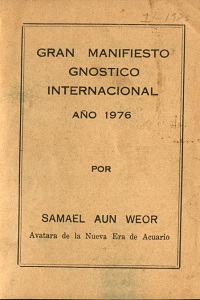 GRAN MANIFIESTO
GNOSTICO
INTERNACIONAL
AÑO 1976
POR
SAMAEL AUN WEOR
Avatara de la Nueva Era de Acuario